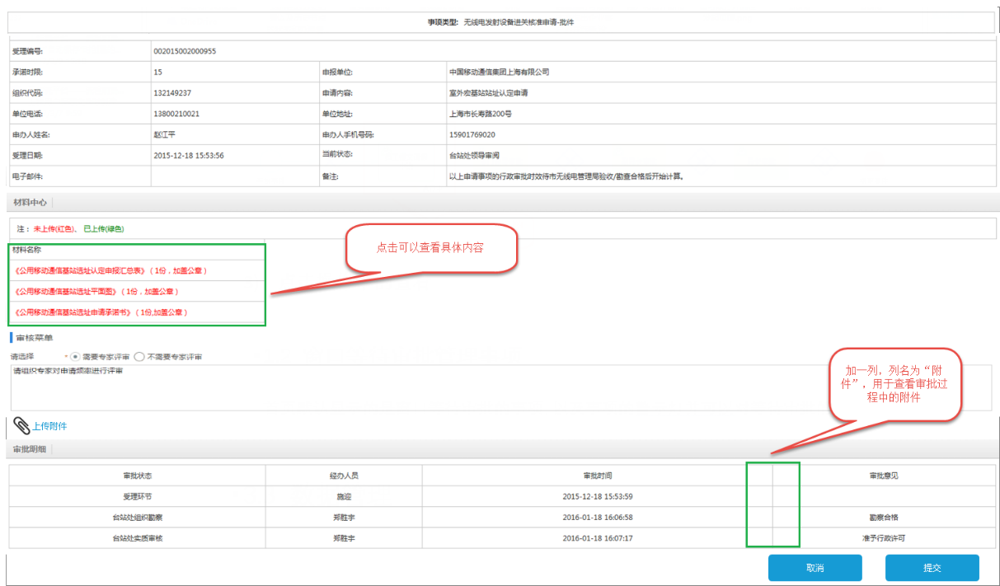 事项类型: 无线电发射设备进关核准申请-批件
受理编号: 002015002000955
承诺时限: 15 申报单位: 中国移动通信集团上海有限公司
组织代码: 132149237 申请内容: 室外宏基站站址认定申请
单位电话: 13800210021 单位地址: 上海市长寿路200号
申办人姓名: 赵江平 申办人手机号码: 15901769020
受理日期: 2015-12-18 15:53:56 当前状态: 台站处领导审阅
电子邮件: 备注: 以上申请事项的行政审批时效待市无线电管理局验收/勘查合格后开始计算。
材料中心
注：未上传(红色)、 已上传(绿色)
材料名称
《公用移动通信基站选址认定申报汇总表》（1份，加盖公章）
《公用移动通信基站选址平面图》（1份，加盖公章）
《公用移动通信基站选址申请承诺书》（1份,加盖公章）
点击可以查看具体内容
审核菜单
请选择 * 需要专家评审 不需要专家评审
请组织专家对申请频率进行评审
加一列，列名为“附
件”，用于查看审批过
程中的附件
上传附件
审批明细
审批状态 经办人员 审批时间 审批意见
受理环节 施迎 2015-12-18 15:53:59
台站处组织勘察 郑胜宇 2016-01-18 16:06:58 勘察合格
台站处实质审核 郑胜宇 2016-01-18 16:07:17 准予行政许可
取消 提交